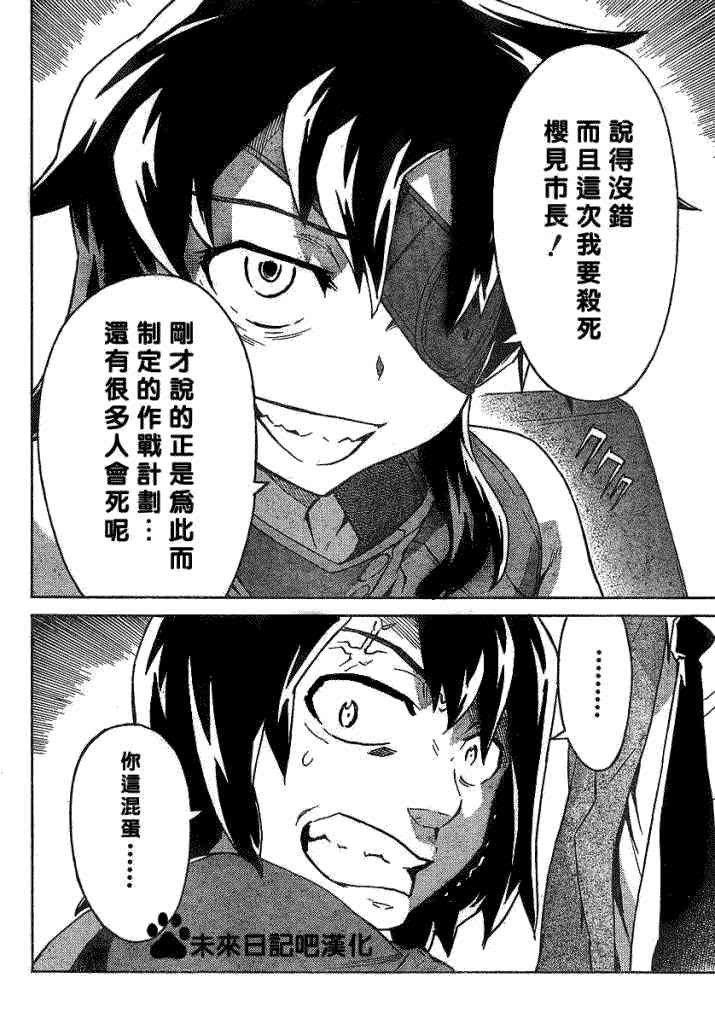 說得沒錯
而且這次我要殺死
櫻見市長！
剛才說的正是為此而
制定的作戰計劃…
還有很多人會死呢
………
你這混蛋……
未來日記吧漢化